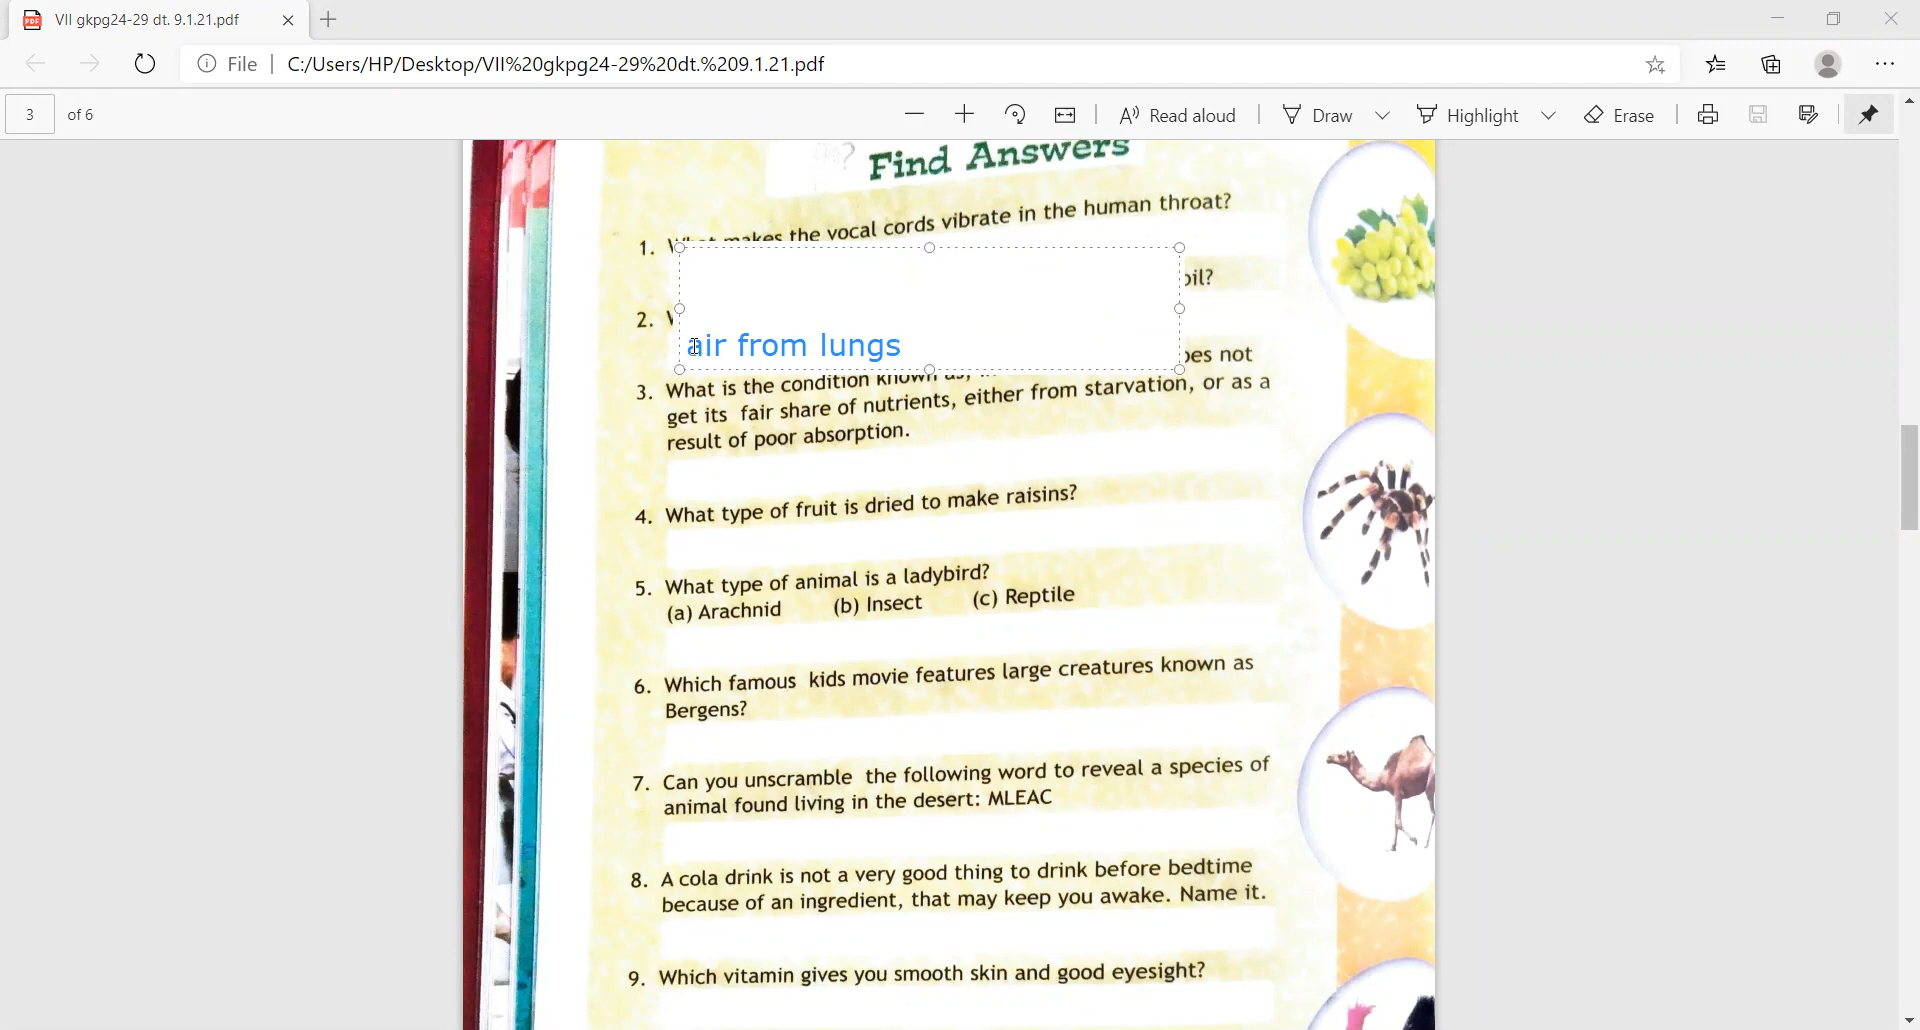 VII gkpg24-29 dt. 9.1.21.pdf
File
C:/Users/HP/Desktop/VII%20gkpg24-29%20dt.%209.1.21.pdf
3 of 6
Read aloud
Draw
Highlight
Erase
Find Answers
1. What makes the vocal cords vibrate in the human throat?
oil?
2.
air from lungs
does not
3. What is the condition known as,
get its fair share of nutrients, either from starvation, or as a
result of poor absorption.
4. What type of fruit is dried to make raisins?
5. What type of animal is a ladybird?
(a) Arachnid (b) Insect (c) Reptile
6. Which famous kids movie features large creatures known as
Bergens?
7. Can you unscramble the following word to reveal a species of
animal found living in the desert: MLEAC
8. A cola drink is not a very good thing to drink before bedtime
because of an ingredient, that may keep you awake. Name it.
9. Which vitamin gives you smooth skin and good eyesight?